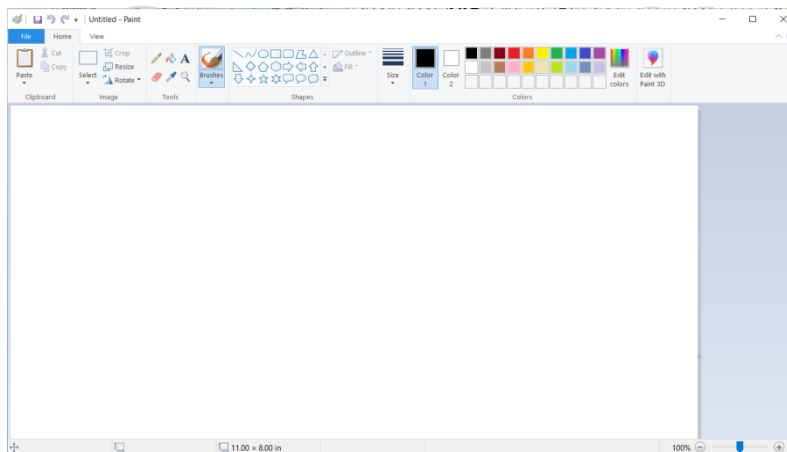 Untitled - Paint
File Home View
Paste
Cut
Copy
Clipboard
Select
Crop
Resize
Rotate
Image
A
Tools
Brushes
Outline
Fill
Shapes
Size
Color 1
Color 2
Edit colors
Colors
Edit with Paint 3D
11.00 × 8.00 in
100%